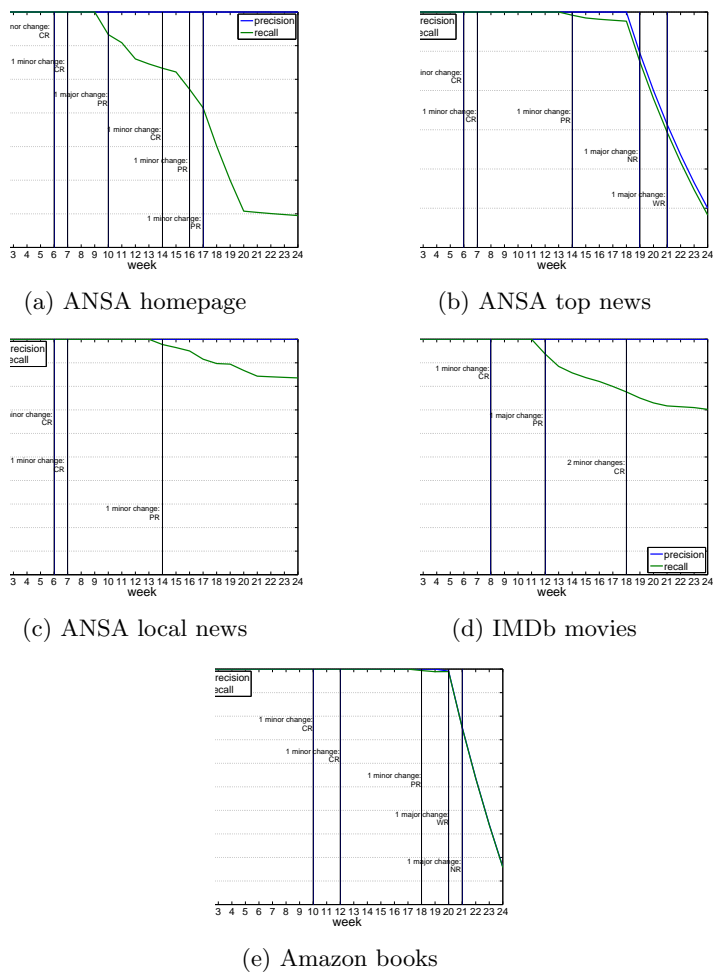 precision
recall
nor change:
CR
1 minor change:
CR
1 major change:
PR
1 minor change:
CR
1 minor change:
PR
1 minor change:
PR
3 4 5 6 7 8 9 10 11 12 13 14 15 16 17 18 19 20 21 22 23 24
week
(a) ANSA homepage
recision
ecall
inor change:
CR
1 minor change:
CR
1 minor change:
PR
1 major change:
NR
1 major change:
WR
3 4 5 6 7 8 9 10 11 12 13 14 15 16 17 18 19 20 21 22 23 24
week
(b) ANSA top news
recision
ecall
inor change:
CR
1 minor change:
CR
1 minor change:
PR
3 4 5 6 7 8 9 10 11 12 13 14 15 16 17 18 19 20 21 22 23 24
week
(c) ANSA local news
1 minor change:
CR
1 major change:
PR
2 minor changes:
CR
precision
recall
3 4 5 6 7 8 9 10 11 12 13 14 15 16 17 18 19 20 21 22 23 24
week
(d) IMDb movies
recision
ecall
1 minor change:
CR
1 minor change:
CR
1 minor change:
PR
1 major change:
WR
1 major change:
NR
3 4 5 6 7 8 9 10 11 12 13 14 15 16 17 18 19 20 21 22 23 24
week
(e) Amazon books